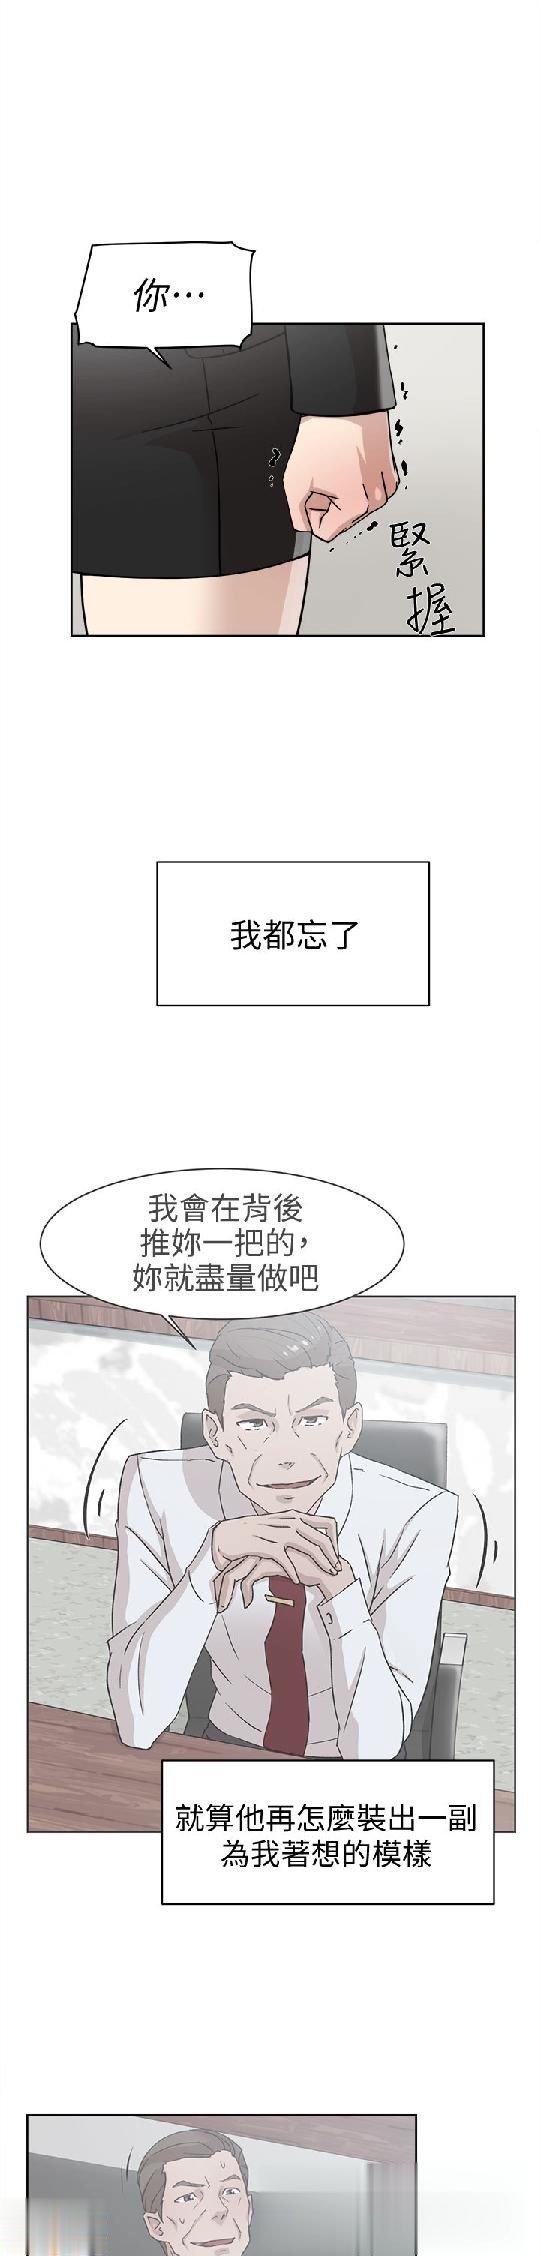 你…
緊握
我都忘了
我會在背後
推妳一把的,
妳就盡量做吧
就算他再怎麼裝出一副
為我著想的模樣